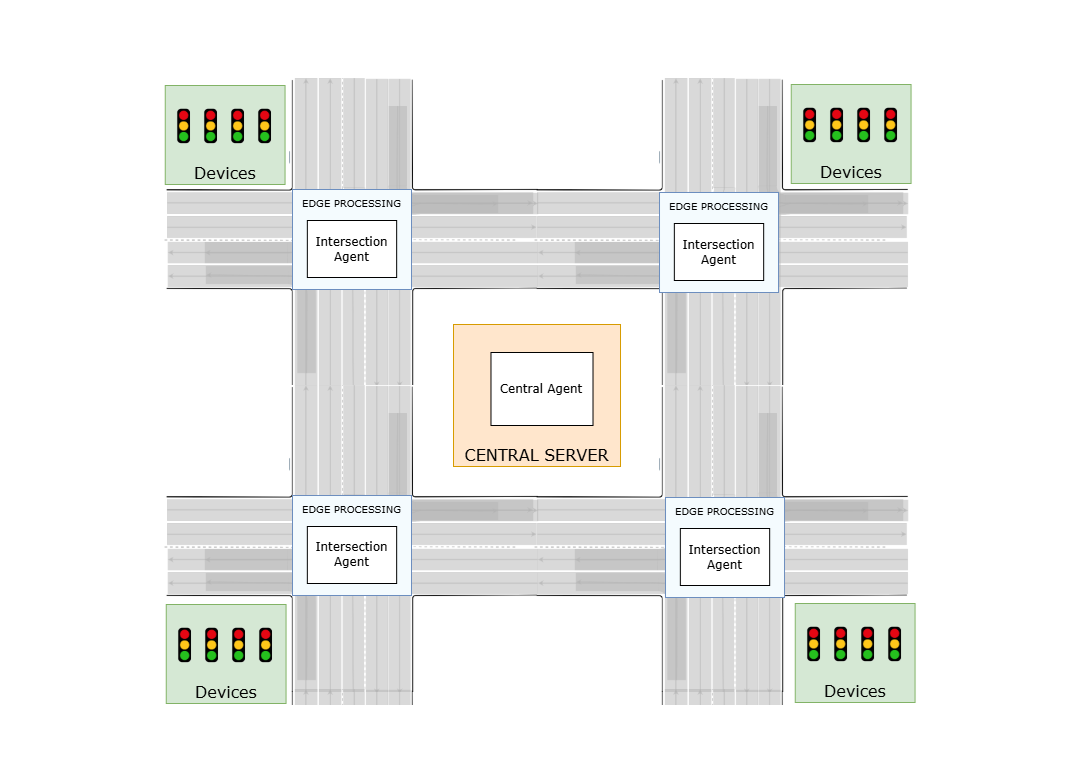 Devices
Devices
EDGE PROCESSING
Intersection
Agent
EDGE PROCESSING
Intersection
Agent
Central Agent
CENTRAL SERVER
EDGE PROCESSING
Intersection
Agent
EDGE PROCESSING
Intersection
Agent
Devices
Devices